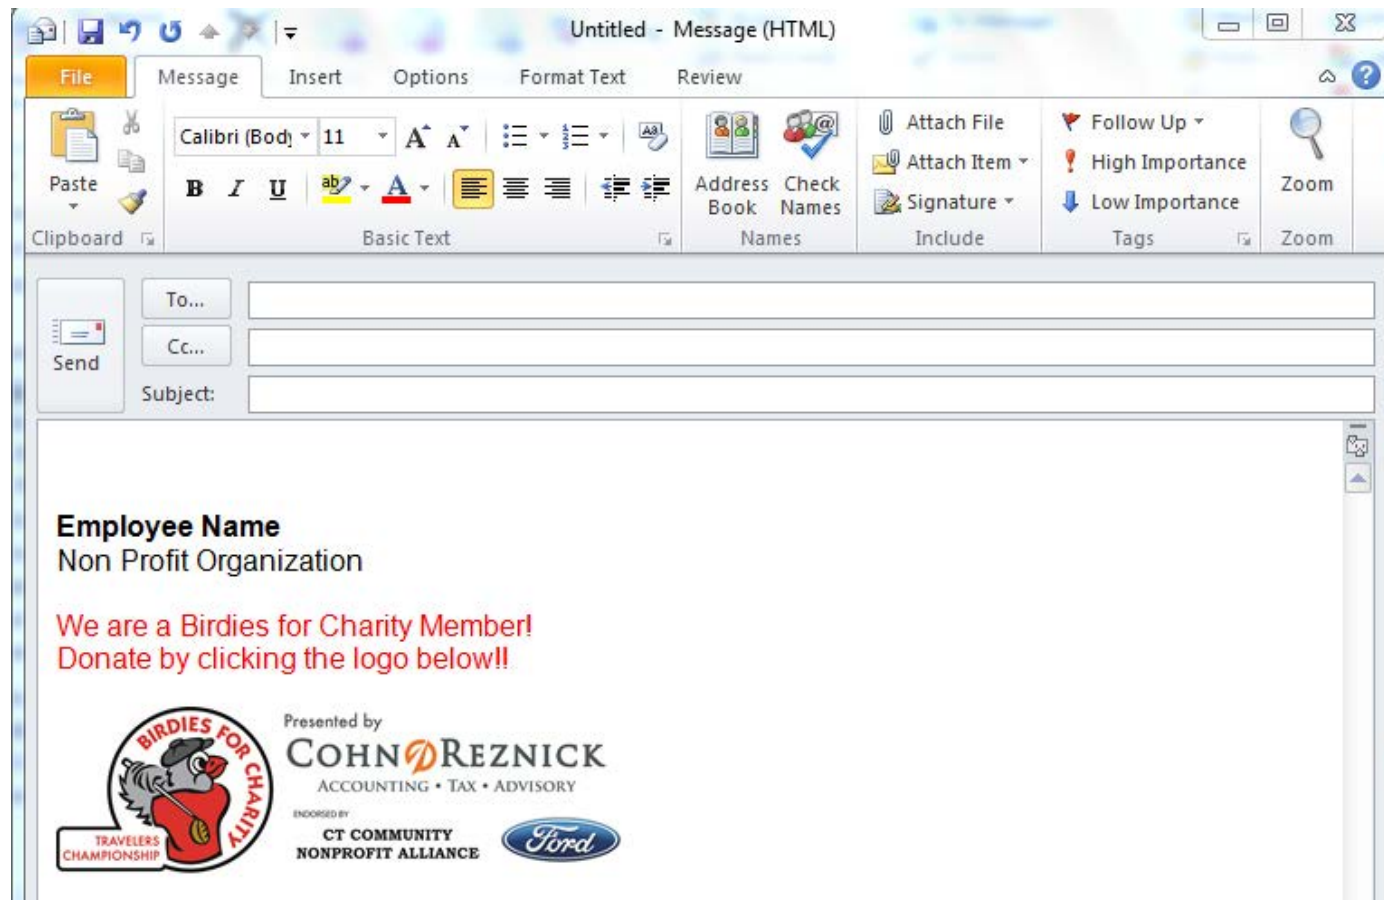 Untitled - Message (HTML)
File Message Insert Options Format Text Review
Paste
Clipboard
Calibri (Body 11
Basic Text
Address Book
Check Names
Names
Attach File
Attach Item
Signature
Include
Follow Up
High Importance
Low Importance
Tags
Zoom
Zoom
Send
To...
Cc...
Subject:
Employee Name
Non Profit Organization
We are a Birdies for Charity Member!
Donate by clicking the logo below!!
BIRDIES FOR CHARITY
TRAVELERS
CHAMPIONSHIP
Presented by
COHN REZNICK
ACCOUNTING • TAX • ADVISORY
ENDORSED BY
CT COMMUNITY
NONPROFIT ALLIANCE
Ford